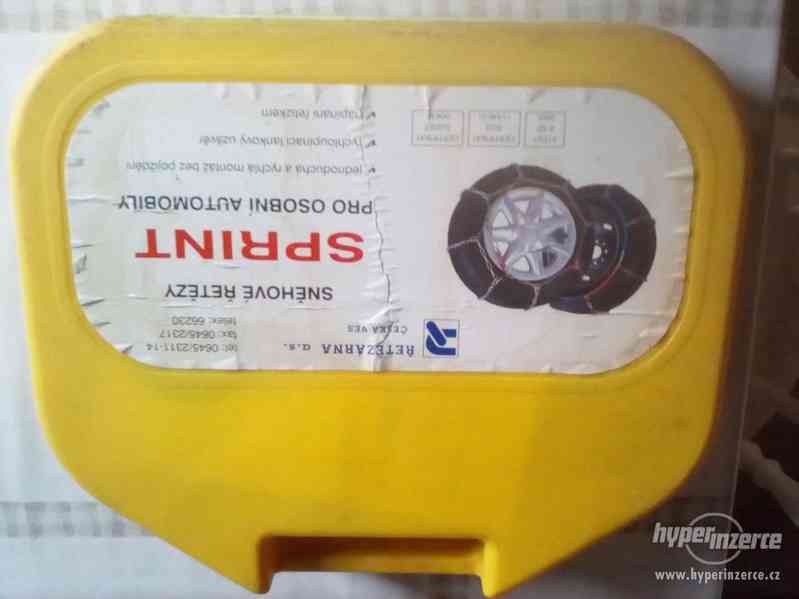 ŘETĚZÁRNA a.s.
ČESKÁ VES
tel: 0645/2311-14
fax: 0645/2317
telex: 66230
SNĚHOVÉ ŘETĚZY
SPRINT
PRO OSOBNÍ AUTOMOBILY
✔ jednoduchá a rychlá montáž bez pojíždění
✔ rychloupínací lankový uzávěr
✔ napínání řetízkem
hyperinzerce
www.hyperinzerce.cz